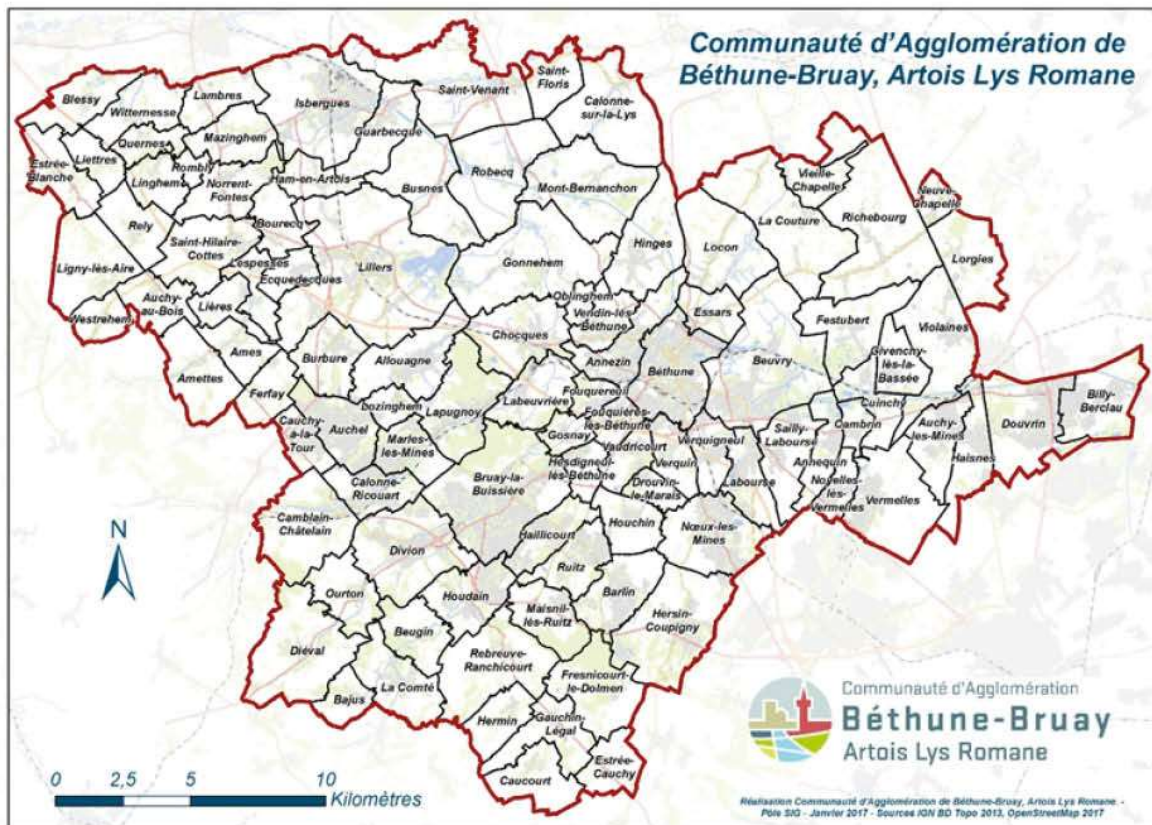 Communauté d'Agglomération de
Béthune-Bruay, Artois Lys Romane
Blessy
Witternesse
Lambres
Isbergues
Saint-Venant
Saint-
Floris
Calonne-
sur-la-Lys
Quernes
Mazinghem
Guarbecque
Estrée-
Blanche
Liettres
Linghem
Rombly
Norrent-
Fontes
Ham-en-Artois
Busnes
Robecq
Mont-Bernanchon
Vieille-
Chapelle
Neuve-
Chapelle
La Couture
Richebourg
Rely
Bourecq
Saint-Hilaire-
Cottes
Hinges
Locon
Lorgies
Ligny-lès-Aire
Lespesses
Ecquedecques
Lillers
Gonnehem
Westrehem
Auchy-
au-Bois
Lières
Oblinghem
Vendin-lès-
Béthune
Essars
Festubert
Violaines
Chocques
Ames
Burbure
Allouagne
Annezin
Béthune
Beuvry
Givenchy-
lès-la-
Bassée
Amettes
Ferfay
Lozinghem
Lapugnoy
Labeuvrière
Fouquereuil
Fouquières-
lès-Béthune
Cuinchy
Billy-
Berclau
Cauchy-
à-la-
Tour
Auchel
Marles-
les-Mines
Gosnay
Vaudricourt
Verquigneul
Sailly-
Labourse
Cambrin
Auchy-
les-Mines
Douvrin
Haisnes
Calonne-
Ricouart
Bruay-la-
Buissière
Hesdigneul-
lès-Béthune
Verquin
Drouvin-
le-Marais
Labourse
Annequin
Noyelles-
lès-
Vermelles
Vermelles
Camblain-
Châtelain
Divion
Haillicourt
Houchin
Nœux-les-
Mines
Ruitz
Ourton
Houdain
Barlin
Maisnil-
lès-Ruitz
Hersin-
Coupigny
Beugin
Diéval
Rebreuve-
Ranchicourt
Fresnicourt-
le-Dolmen
La Comté
Bajus
Hermin
Gauchin-
Légal
Estrée-
Cauchy
Caucourt
N
0 2,5 5 10
Kilomètres
Communauté d'Agglomération
Béthune-Bruay
Artois Lys Romane
Réalisation Communauté d'Agglomération de Béthune-Bruay, Artois Lys Romane -
Pôle SIG - Janvier 2017 - Sources IGN BD Topo 2013, OpenStreetMap 2017